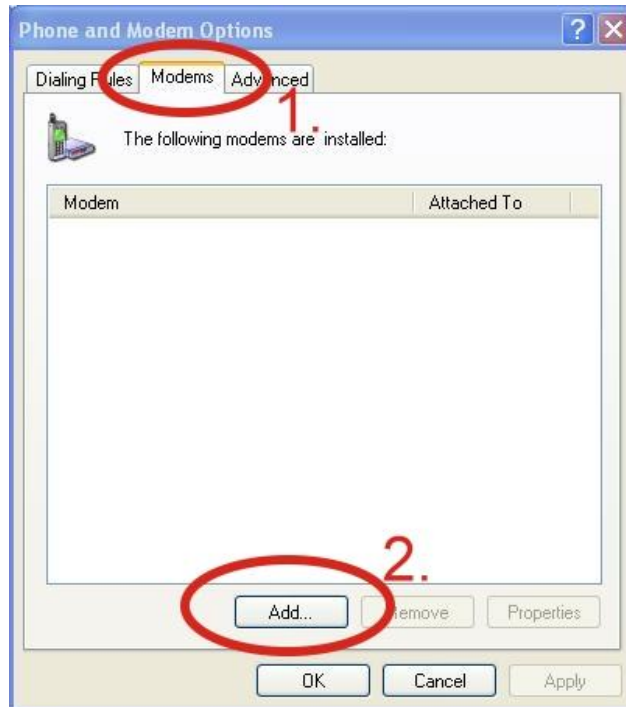 Phone and Modem Options
Dialing Rules Modems Advanced
1.
The following modems are installed:
Modem Attached To
2.
Add... Remove Properties
OK Cancel Apply